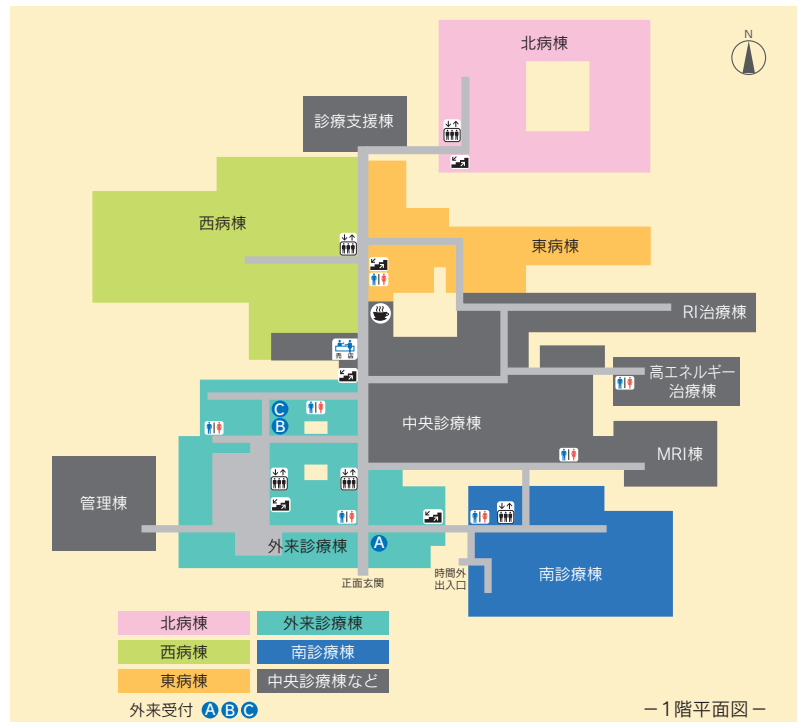 北病棟
N
診療支援棟
西病棟
東病棟
RI治療棟
売店
高エネルギー
治療棟
C
B
中央診療棟
MRI棟
管理棟
外来診療棟
A
正面玄関
時間外
出入口
南診療棟
北病棟
外来診療棟
西病棟
南診療棟
東病棟
中央診療棟など
外来受付 A B C
−1階平面図−